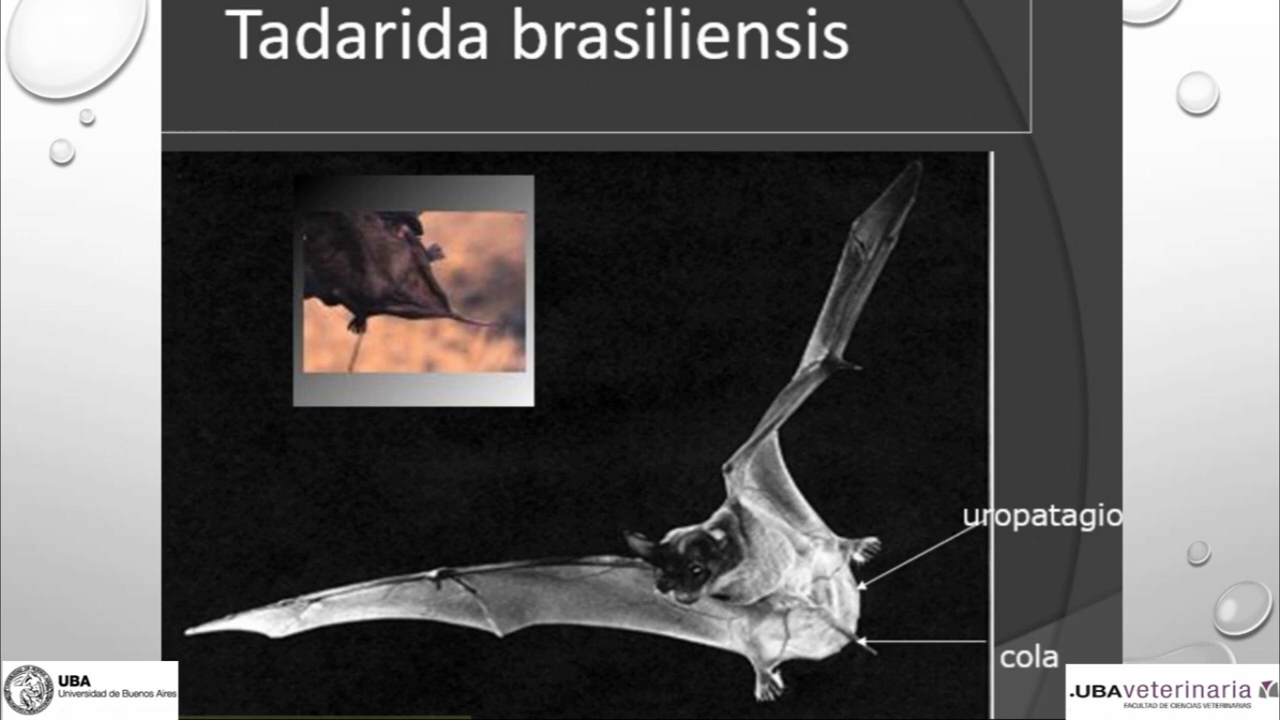 Tadarida brasiliensis
uropatagio
cola
UBA
Universidad de Buenos Aires
.UBAveterinaria
FACULTAD DE CIENCIAS VETERINARIAS